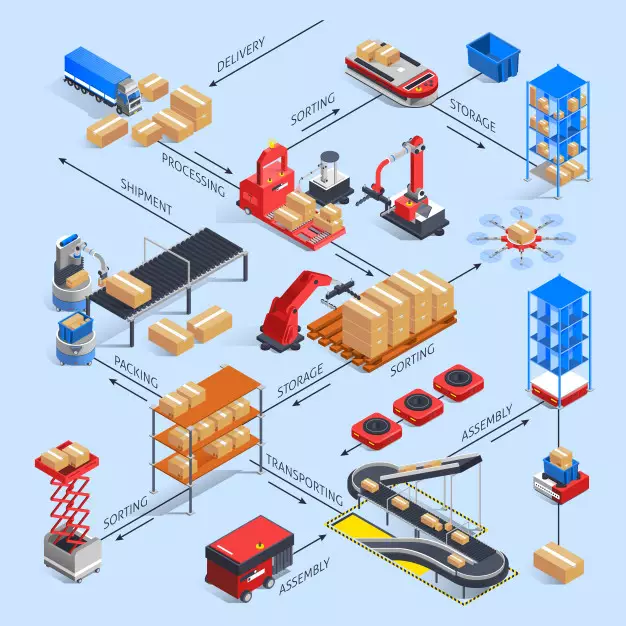 DELIVERY
SORTING
STORAGE
PROCESSING
SHIPMENT
SORTING
STORAGE
PACKING
ASSEMBLY
TRANSPORTING
SORTING
ASSEMBLY